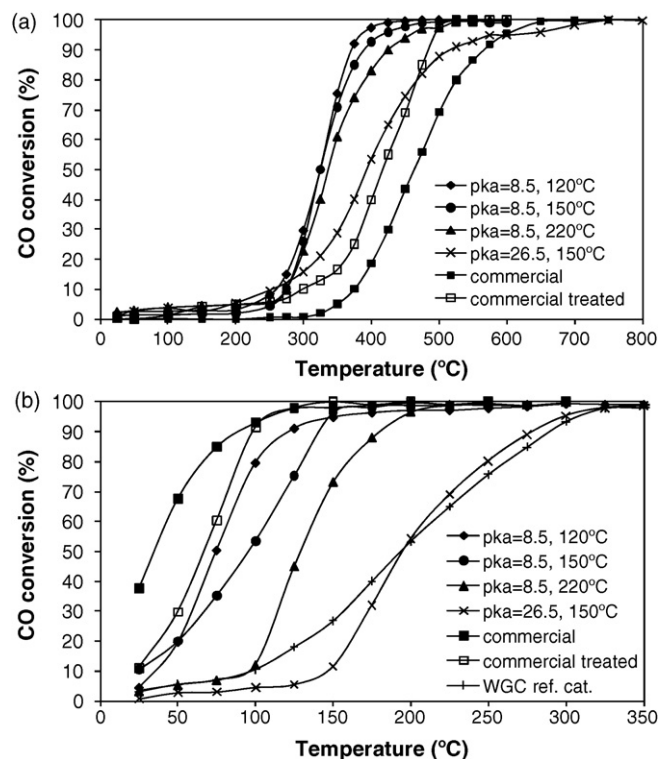 (a)
CO conversion (%)
100
90
80
70
60
50
40
30
20
10
0
pka=8.5, 120ºC
pka=8.5, 150ºC
pka=8.5, 220ºC
pka=26.5, 150ºC
commercial
commercial treated
0 100 200 300 400 500 600 700 800
Temperature (ºC)
(b)
CO conversion (%)
100
90
80
70
60
50
40
30
20
10
0
pka=8.5, 120ºC
pka=8.5, 150ºC
pka=8.5, 220ºC
pka=26.5, 150ºC
commercial
commercial treated
WGC ref. cat.
0 50 100 150 200 250 300 350
Temperature (ºC)